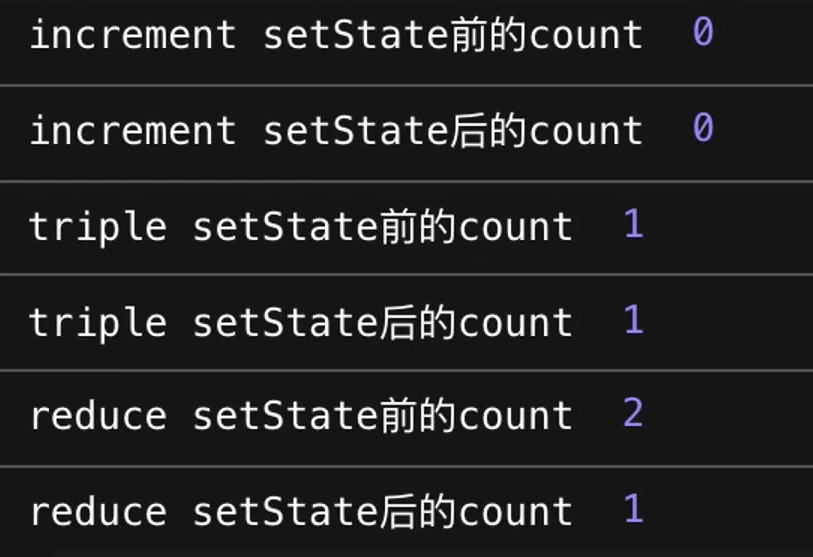 increment setState前的count 0
increment setState后的count 0
triple setState前的count 1
triple setState后的count 1
reduce setState前的count 2
reduce setState后的count 1